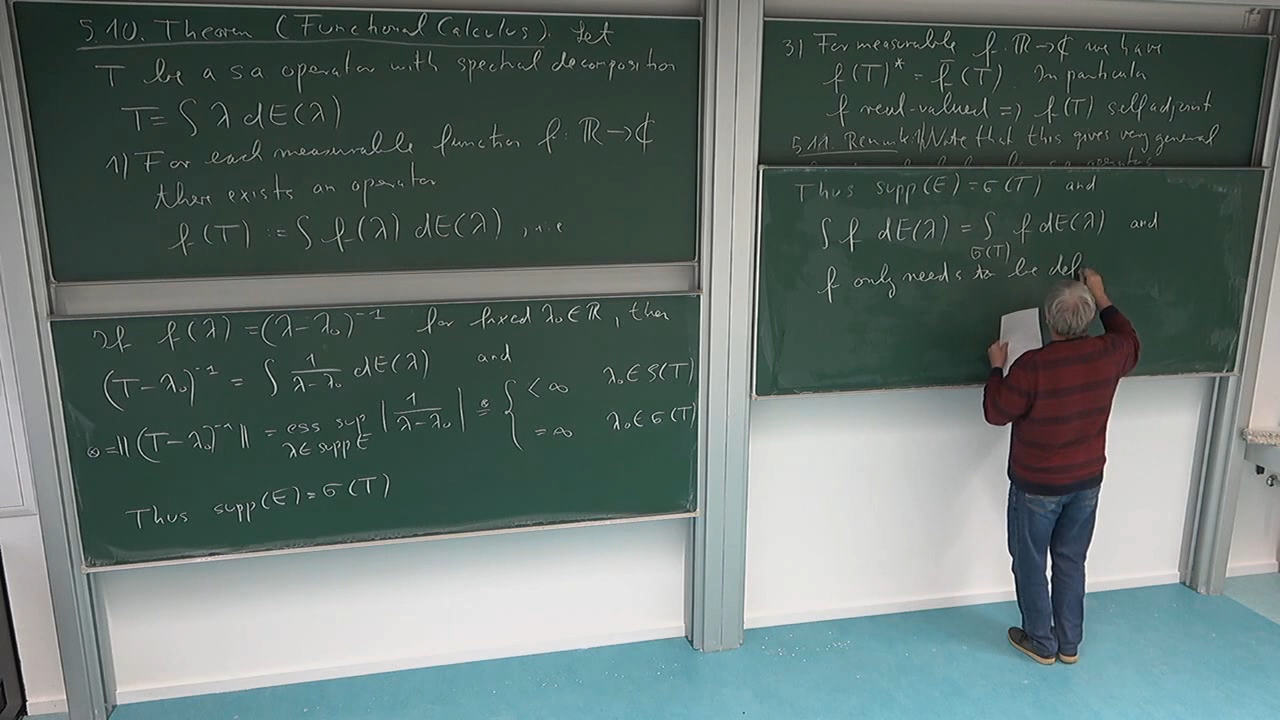 5.10. Theorem (Functional Calculus). Let
T be a sa operator with spectral decomposition
T = ∫ λ dE(λ)
1) For each measurable function f: ℝ → ℂ
there exists an operator
f(T) := ∫ f(λ) dE(λ), i.e
If f(λ) = (λ-λ₀)⁻¹ for fixed λ₀ ∈ ℝ, then
(T-λ₀)⁻¹ = ∫ 1/(λ-λ₀) dE(λ) and
⊗ = ||(T-λ₀)⁻¹|| = ess sup_{λ ∈ supp E} |1/(λ-λ₀)| ⊗= { < ∞ λ₀ ∈ ρ(T)
= ∞ λ₀ ∈ σ(T)
Thus supp(E) = σ(T)
3) For measurable f: ℝ → ℂ we have
f(T)* = f̄(T) In particular
f real-valued => f(T) selfadjoint
5.11. Remark: 1) Note that this gives very general
Thus supp(E) = σ(T) and
∫ f dE(λ) = ∫_{σ(T)} f dE(λ) and
f only needs to be def